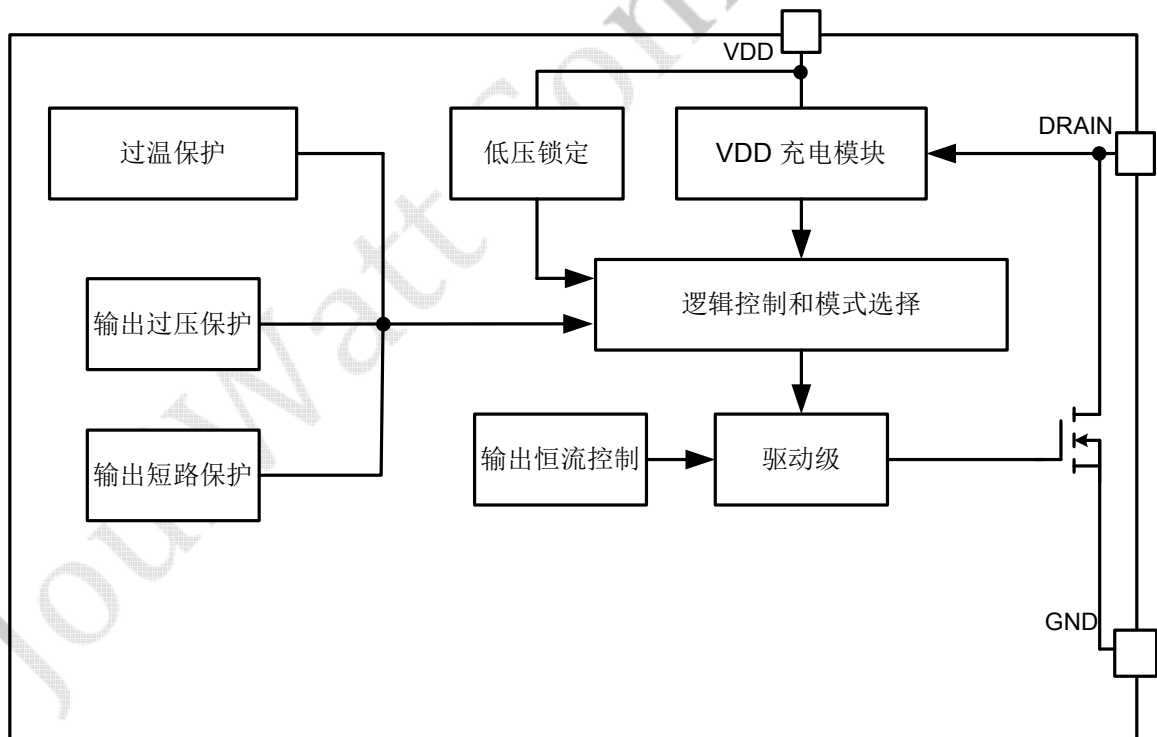 VDD
DRAIN
过温保护
低压锁定
VDD 充电模块
输出过压保护
逻辑控制和模式选择
输出短路保护
输出恒流控制
驱动级
GND
JoulWatt Con